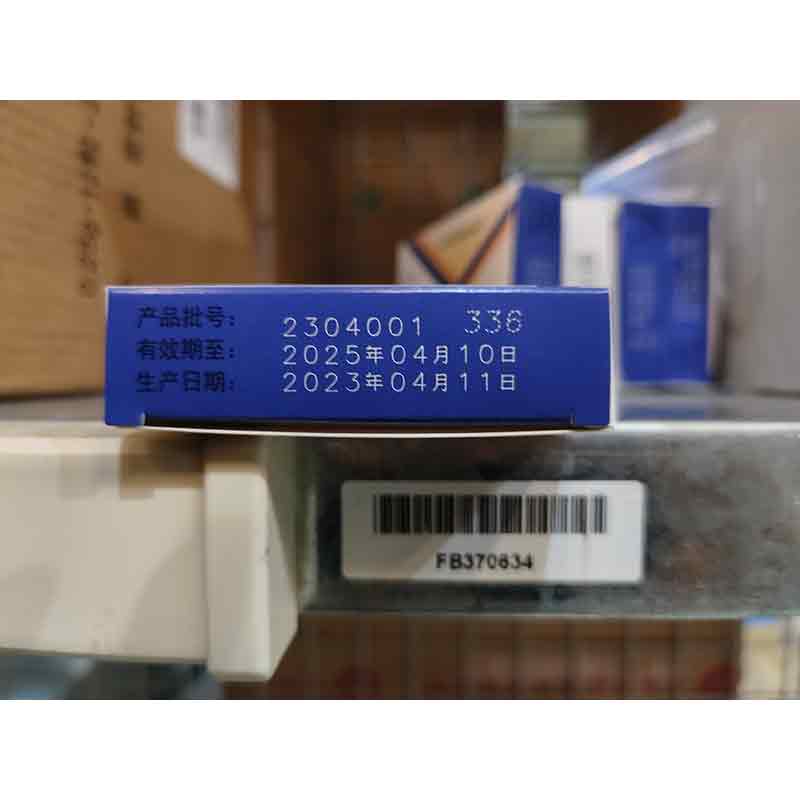 产品批号： 2304001 336
有效期至： 2025年04月10日
生产日期： 2023年04月11日
FB370634